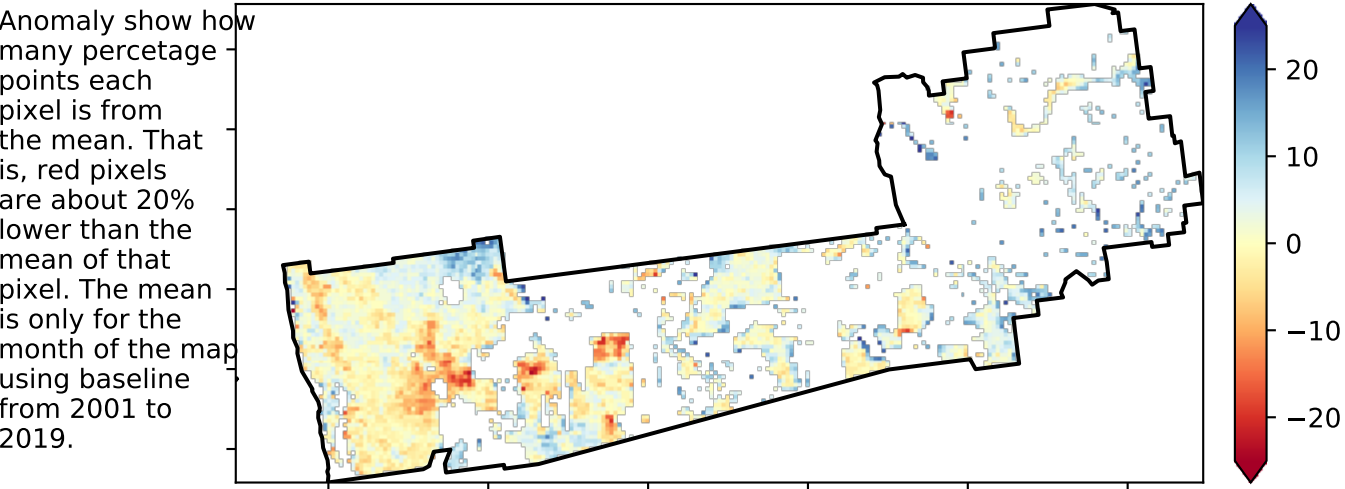 Anomaly show how
many percetage
points each
pixel is from
the mean. That
is, red pixels
are about 20%
lower than the
mean of that
pixel. The mean
is only for the
month of the map
using baseline
from 2001 to
2019.
20
10
0
−10
−20